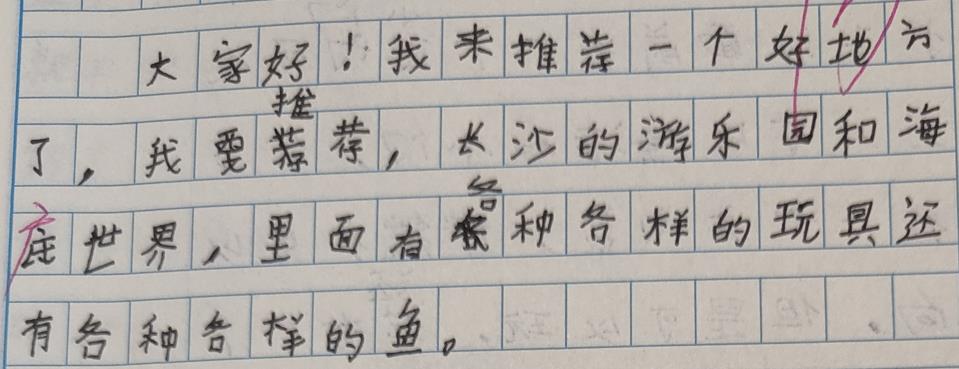 大家好！我来推荐一个好地方
了，我要推荐，长沙的游乐园和海
底世界，里面有各种各样的玩具还
有各种各样的鱼。